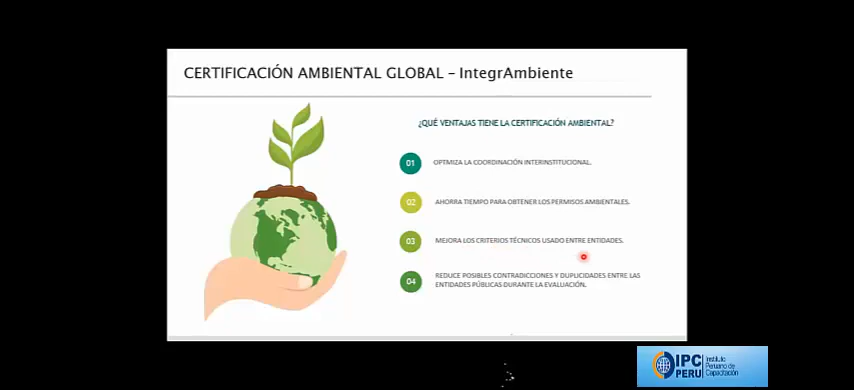 CERTIFICACIÓN AMBIENTAL GLOBAL – IntegrAmbiente
¿QUÉ VENTAJAS TIENE LA CERTIFICACIÓN AMBIENTAL?
01 OPTMIZA LA COORDINACIÓN INTERINSTITUCIONAL.
02 AHORRA TIEMPO PARA OBTENER LOS PERMISOS AMBIENTALES.
03 MEJORA LOS CRITERIOS TÉCNICOS USADO ENTRE ENTIDADES.
04 REDUCE POSIBLES CONTRADICCIONES Y DUPLICIDADES ENTRE LAS
ENTIDADES PÚBLICAS DURANTE LA EVALUACIÓN.
IPC
PERU
Instituto
Peruano de
Capacitación